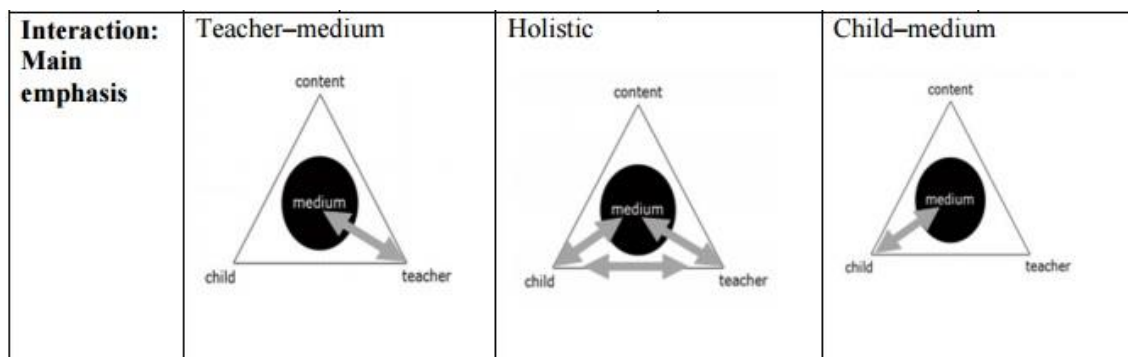 Interaction:
Main
emphasis
Teacher–medium
content
medium
child
teacher
Holistic
content
medium
child
teacher
Child–medium
content
medium
child
teacher